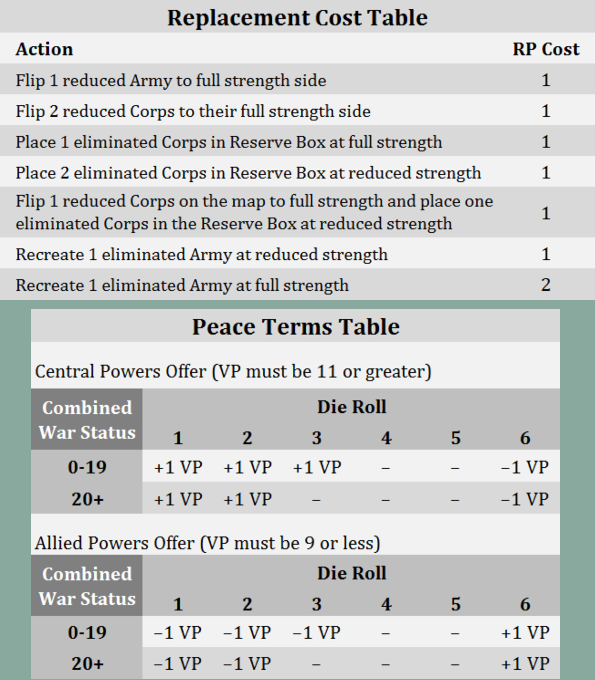 Replacement Cost Table
Action RP Cost
Flip 1 reduced Army to full strength side 1
Flip 2 reduced Corps to their full strength side 1
Place 1 eliminated Corps in Reserve Box at full strength 1
Place 2 eliminated Corps in Reserve Box at reduced strength 1
Flip 1 reduced Corps on the map to full strength and place one
eliminated Corps in the Reserve Box at reduced strength 1
Recreate 1 eliminated Army at reduced strength 1
Recreate 1 eliminated Army at full strength 2
Peace Terms Table
Central Powers Offer (VP must be 11 or greater)
Combined War Status Die Roll
1 2 3 4 5 6
0-19 +1 VP +1 VP +1 VP – – –1 VP
20+ +1 VP +1 VP – – – –1 VP
Allied Powers Offer (VP must be 9 or less)
Combined War Status Die Roll
1 2 3 4 5 6
0-19 –1 VP –1 VP –1 VP – – +1 VP
20+ –1 VP –1 VP – – – +1 VP